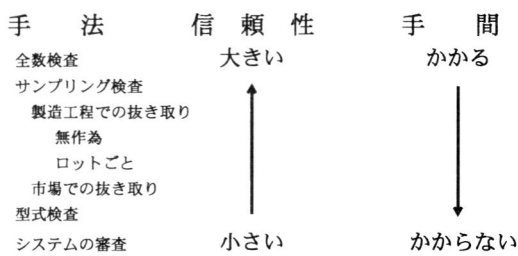 手法 信頼性 手間
全数検査 大きい かかる
サンプリング検査
製造工程での抜き取り
無作為
ロットごと
市場での抜き取り
型式検査
システムの審査 小さい かからない